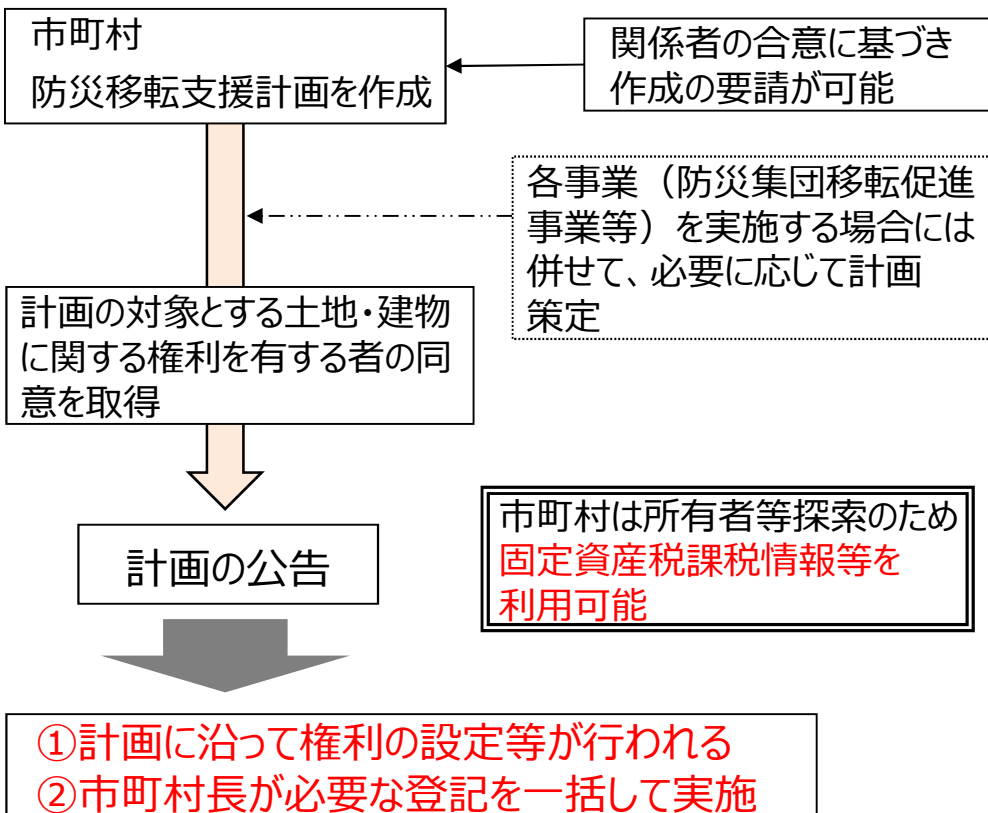 市町村
防災移転支援計画を作成
関係者の合意に基づき
作成の要請が可能
各事業（防災集団移転促進
事業等）を実施する場合には
併せて、必要に応じて計画
策定
計画の対象とする土地・建物
に関する権利を有する者の同
意を取得
計画の公告
市町村は所有者等探索のため
固定資産税課税情報等を
利用可能
①計画に沿って権利の設定等が行われる
②市町村長が必要な登記を一括して実施